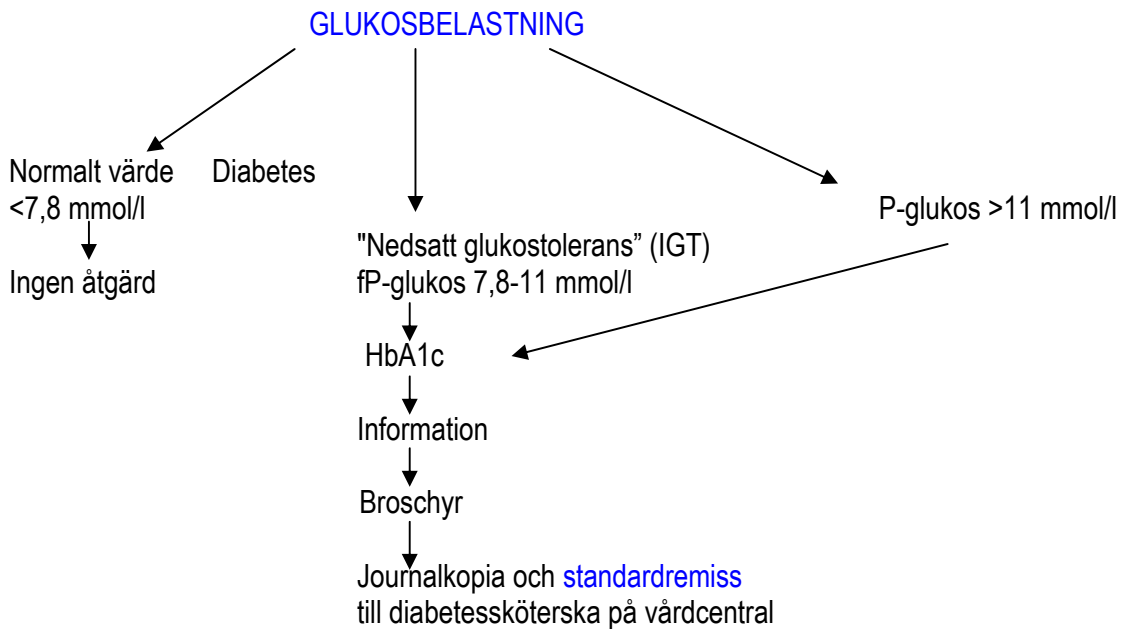 GLUKOSBELASTNING
Normalt värde Diabetes
<7,8 mmol/l
P-glukos >11 mmol/l
"Nedsatt glukostolerans” (IGT)
Ingen åtgärd
fP-glukos 7,8-11 mmol/l
HbA1c
Information
Broschyr
Journalkopia och standardremiss
till diabetessköterska på vårdcentral